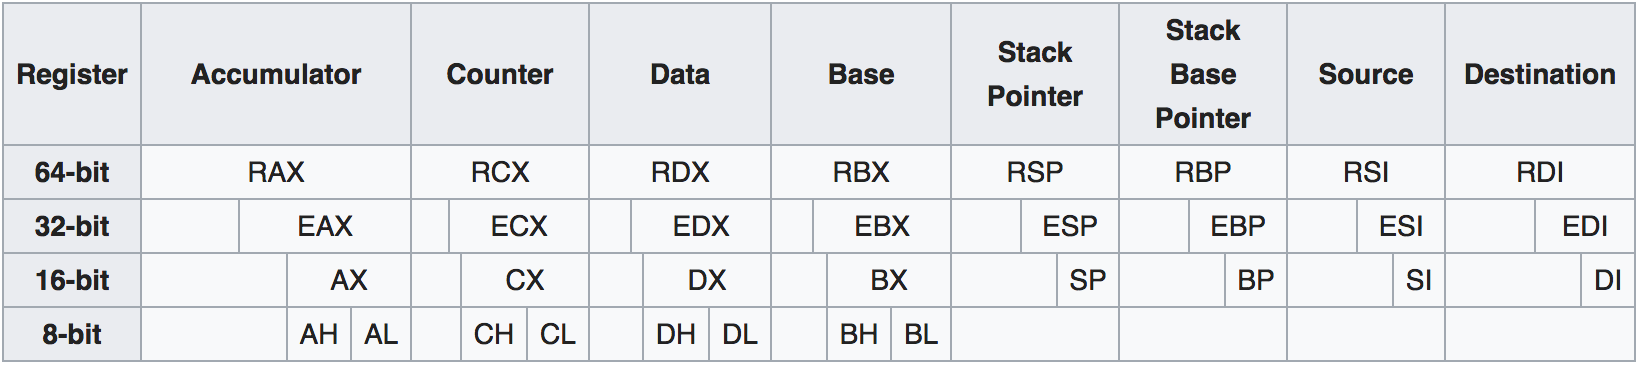 Register Accumulator Counter Data Base Stack Pointer Stack Base Pointer Source Destination
64-bit RAX RCX RDX RBX RSP RBP RSI RDI
32-bit EAX ECX EDX EBX ESP EBP ESI EDI
16-bit AX CX DX BX SP BP SI DI
8-bit AH AL CH CL DH DL BH BL